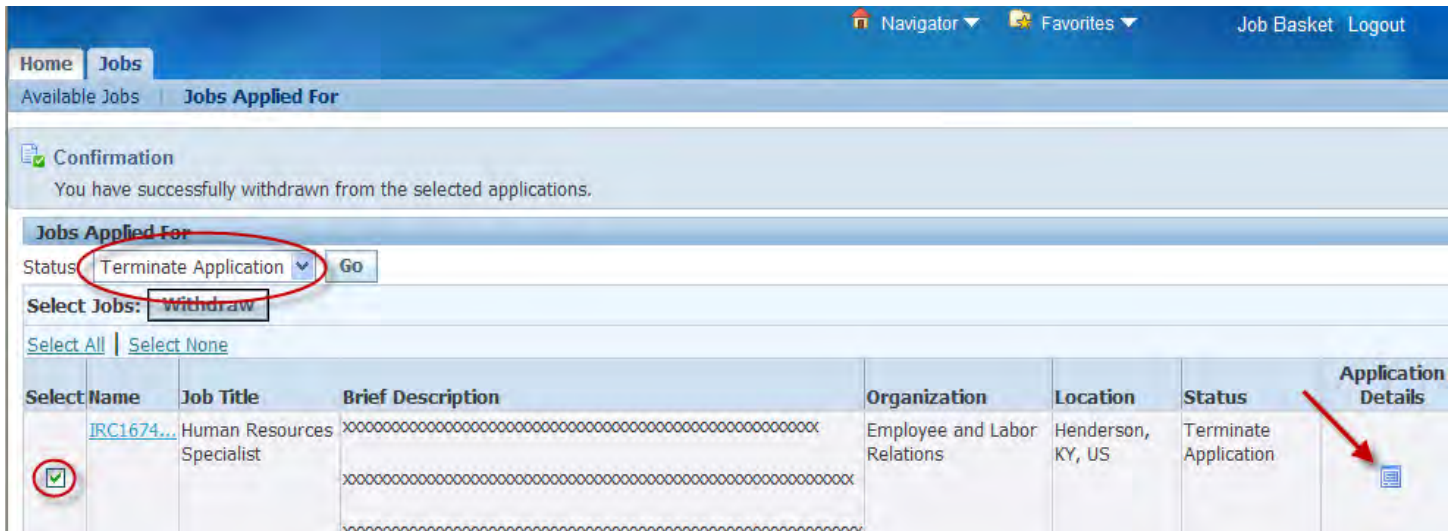 Navigator Favorites Job Basket Logout
Home Jobs
Available Jobs | Jobs Applied For
Confirmation
You have successfully withdrawn from the selected applications.
Jobs Applied For
Status Terminate Application Go
Select Jobs: Withdraw
Select All | Select None
Select Name Job Title Brief Description Organization Location Status Application Details
IRC1674... Human Resources Specialist Employee and Labor Relations Henderson, KY, US Terminate Application